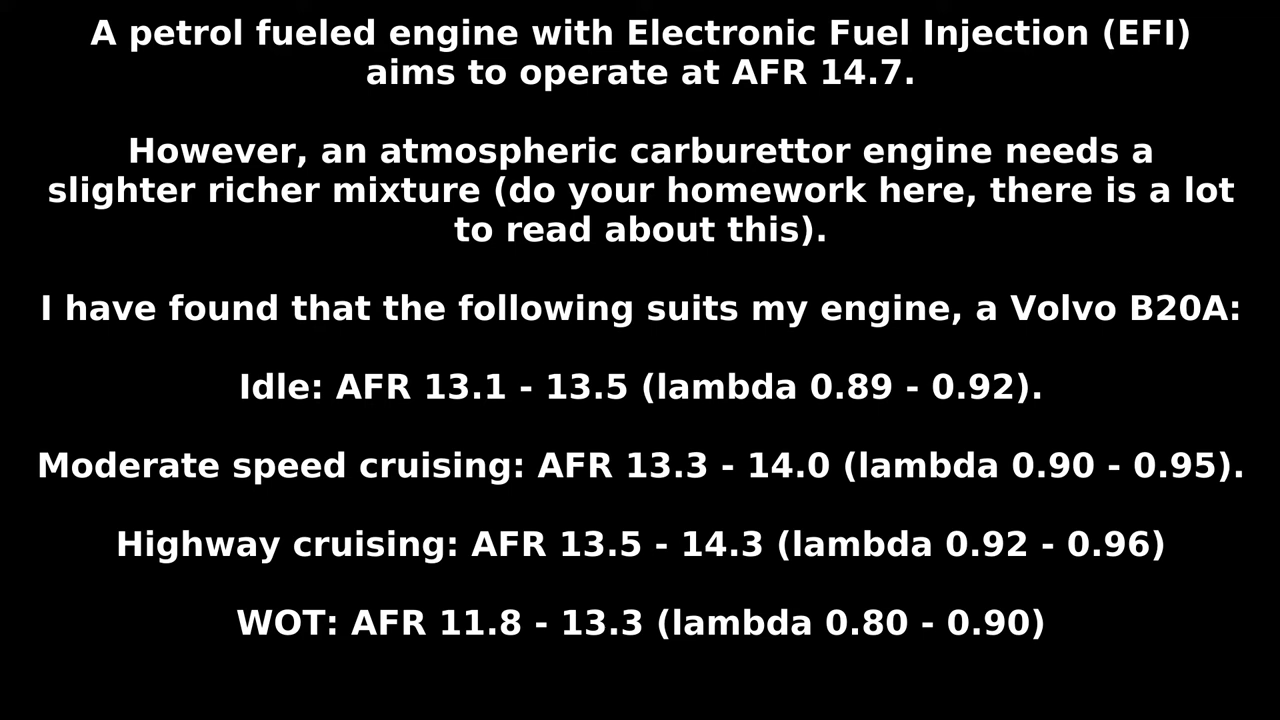 A petrol fueled engine with Electronic Fuel Injection (EFI)
aims to operate at AFR 14.7.
However, an atmospheric carburettor engine needs a
slighter richer mixture (do your homework here, there is a lot
to read about this).
I have found that the following suits my engine, a Volvo B20A:
Idle: AFR 13.1 - 13.5 (lambda 0.89 - 0.92).
Moderate speed cruising: AFR 13.3 - 14.0 (lambda 0.90 - 0.95).
Highway cruising: AFR 13.5 - 14.3 (lambda 0.92 - 0.96)
WOT: AFR 11.8 - 13.3 (lambda 0.80 - 0.90)